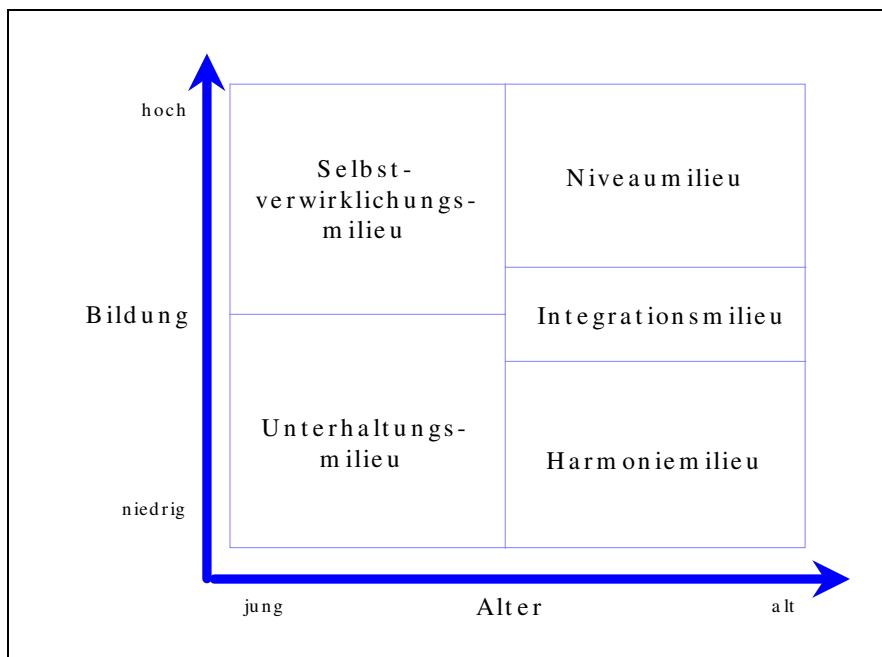 hoch
Selbst-
verwirklichungs-
milieu
Niveaumilieu
Bildung
Integrationsmilieu
Unterhaltungs-
milieu
Harmoniemilieu
niedrig
jung
Alter
alt